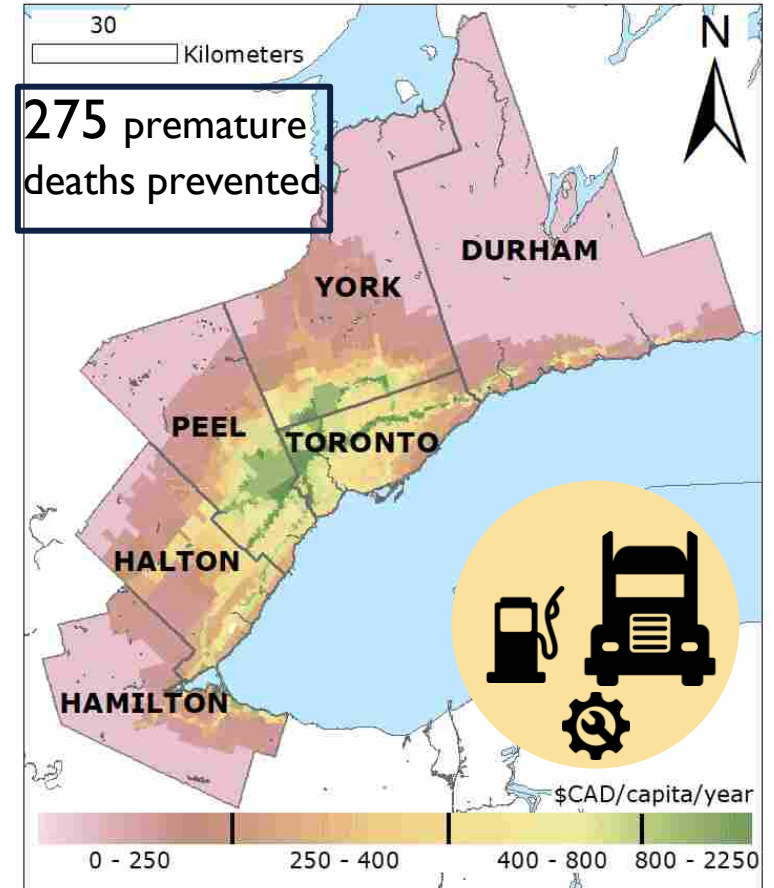 30
Kilometers
N
275 premature
deaths prevented
DURHAM
YORK
PEEL
TORONTO
HALTON
HAMILTON
$CAD/capita/year
0 - 250
250 - 400
400 - 800
800 - 2250